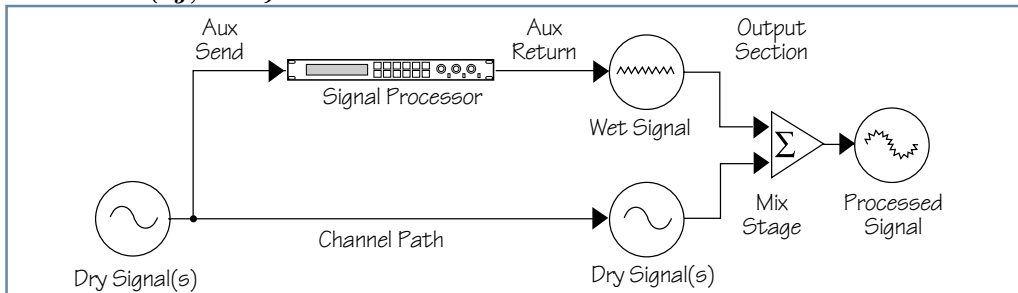 Aux
Send
Aux
Return
Output
Section
Signal Processor
Wet Signal
Σ
Mix
Stage
Processed
Signal
Channel Path
Dry Signal(s)
Dry Signal(s)